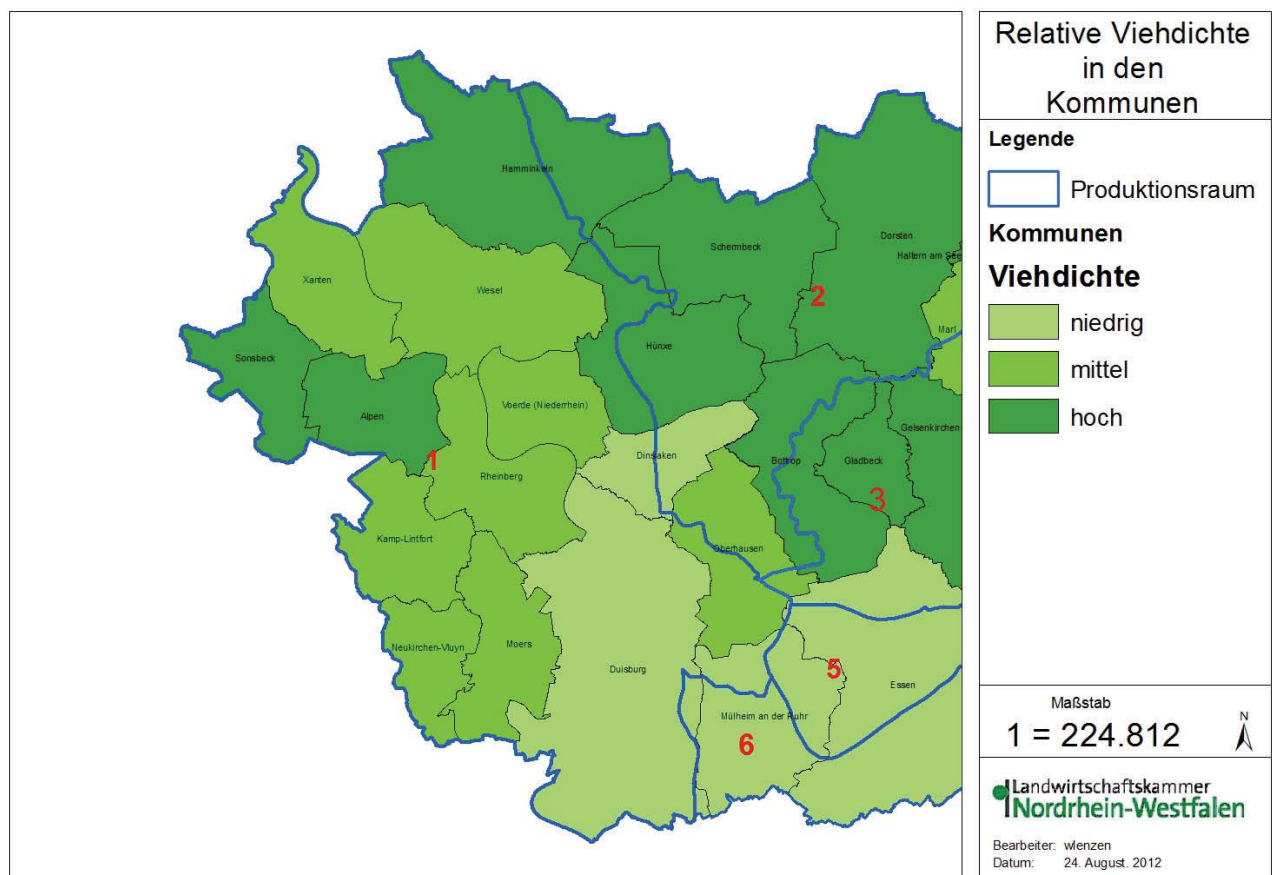 Relative Viehdichte
in den
Kommunen
Legende
Produktionsraum
Kommunen
Viehdichte
niedrig
mittel
hoch
Maßstab
1 = 224.812
N
Landwirtschaftskammer
Nordrhein-Westfalen
Bearbeiter: wlenzen
Datum: 24. August. 2012
Hamminkeln
Schermbeck
Dorsten
Haltern am See
Xanten
Wesel
2
Marl
Sonsbeck
Hünxe
Alpen
Voerde (Niederrhein)
Gelsenkirchen
1
Rheinberg
Dinslaken
Bottrop
Gladbeck
3
Kamp-Lintfort
Oberhausen
Neukirchen-Vluyn
Moers
Duisburg
5
Essen
Mülheim an der Ruhr
6